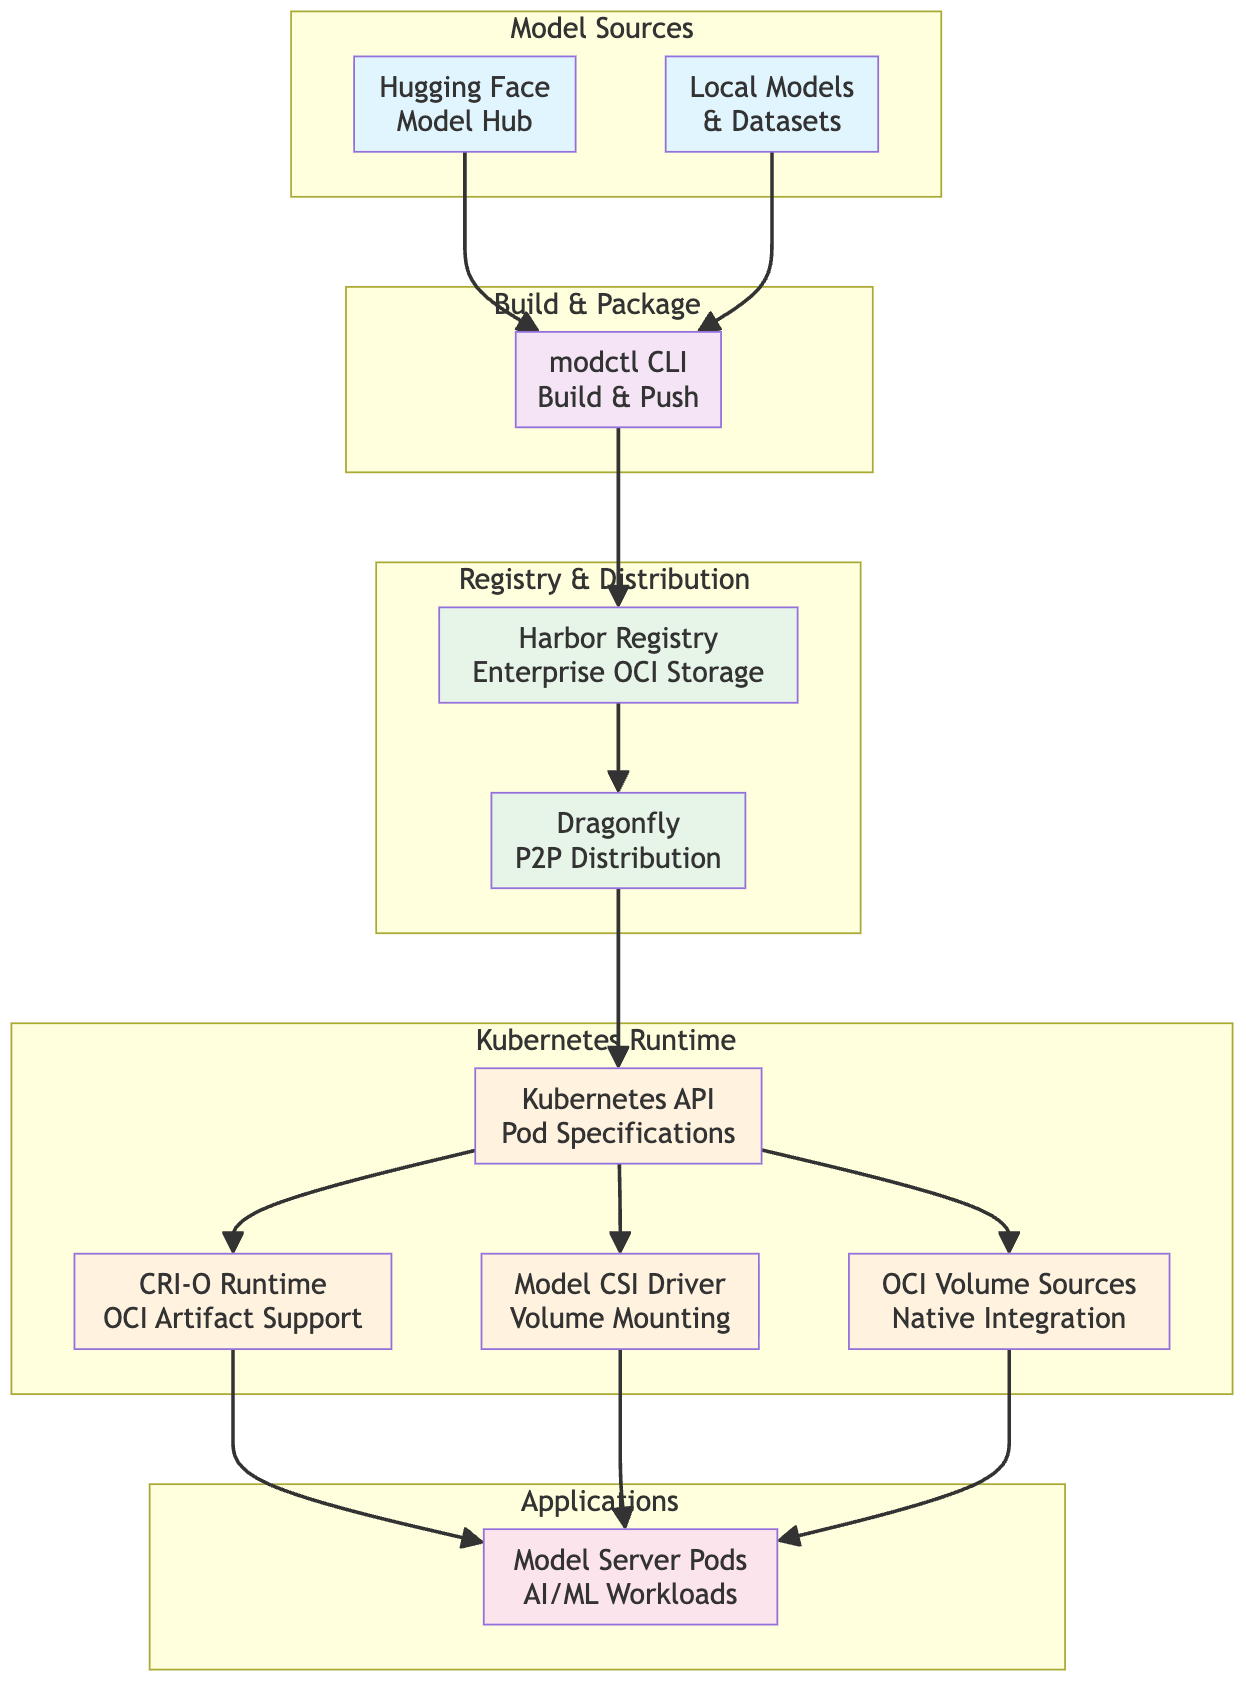 Model Sources
Hugging Face
Model Hub
Local Models
& Datasets
Build & Package
modctl CLI
Build & Push
Registry & Distribution
Harbor Registry
Enterprise OCI Storage
Dragonfly
P2P Distribution
Kubernetes Runtime
Kubernetes API
Pod Specifications
CRI-O Runtime
OCI Artifact Support
Model CSI Driver
Volume Mounting
OCI Volume Sources
Native Integration
Applications
Model Server Pods
AI/ML Workloads